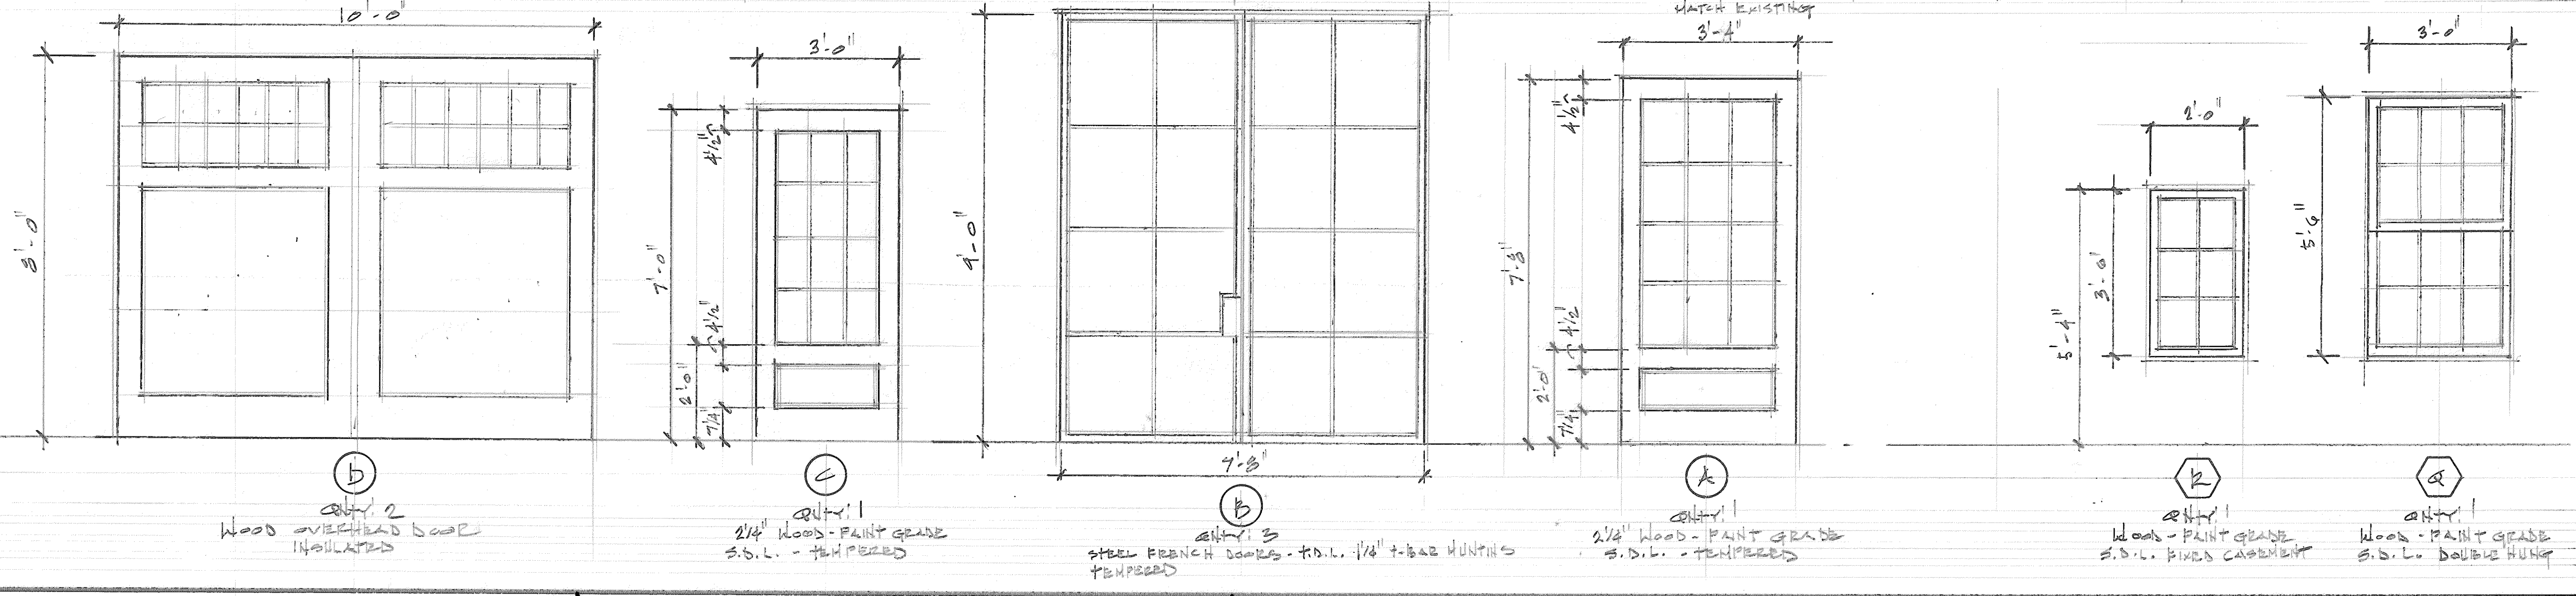 MATCH EXISTING
10'-0"
8'-0"
D
QNTY: 2
WOOD OVERHEAD DOOR
INSULATED
3'-0"
7'-0"
4 1/2"
4 1/2"
2'-0"
7 1/4"
C
QNTY: 1
2 1/4" WOOD - PAINT GRADE
S.D.L. - TEMPERED
9'-0"
7'-8"
B
QNTY: 3
STEEL FRENCH DOORS - T.D.L. 1 1/4" T-BAR MUNTINS
TEMPERED
3'-4"
7'-8"
4 1/2"
4 1/2"
2'-0"
7 1/4"
A
QNTY: 1
2 1/4" WOOD - PAINT GRADE
S.D.L. - TEMPERED
2'-0"
3'-6"
5'-4"
R
QNTY: 1
WOOD - PAINT GRADE
S.D.L. FIXED CASEMENT
3'-0"
5'-6"
Q
QNTY: 1
WOOD - PAINT GRADE
S.D.L. DOUBLE HUNG